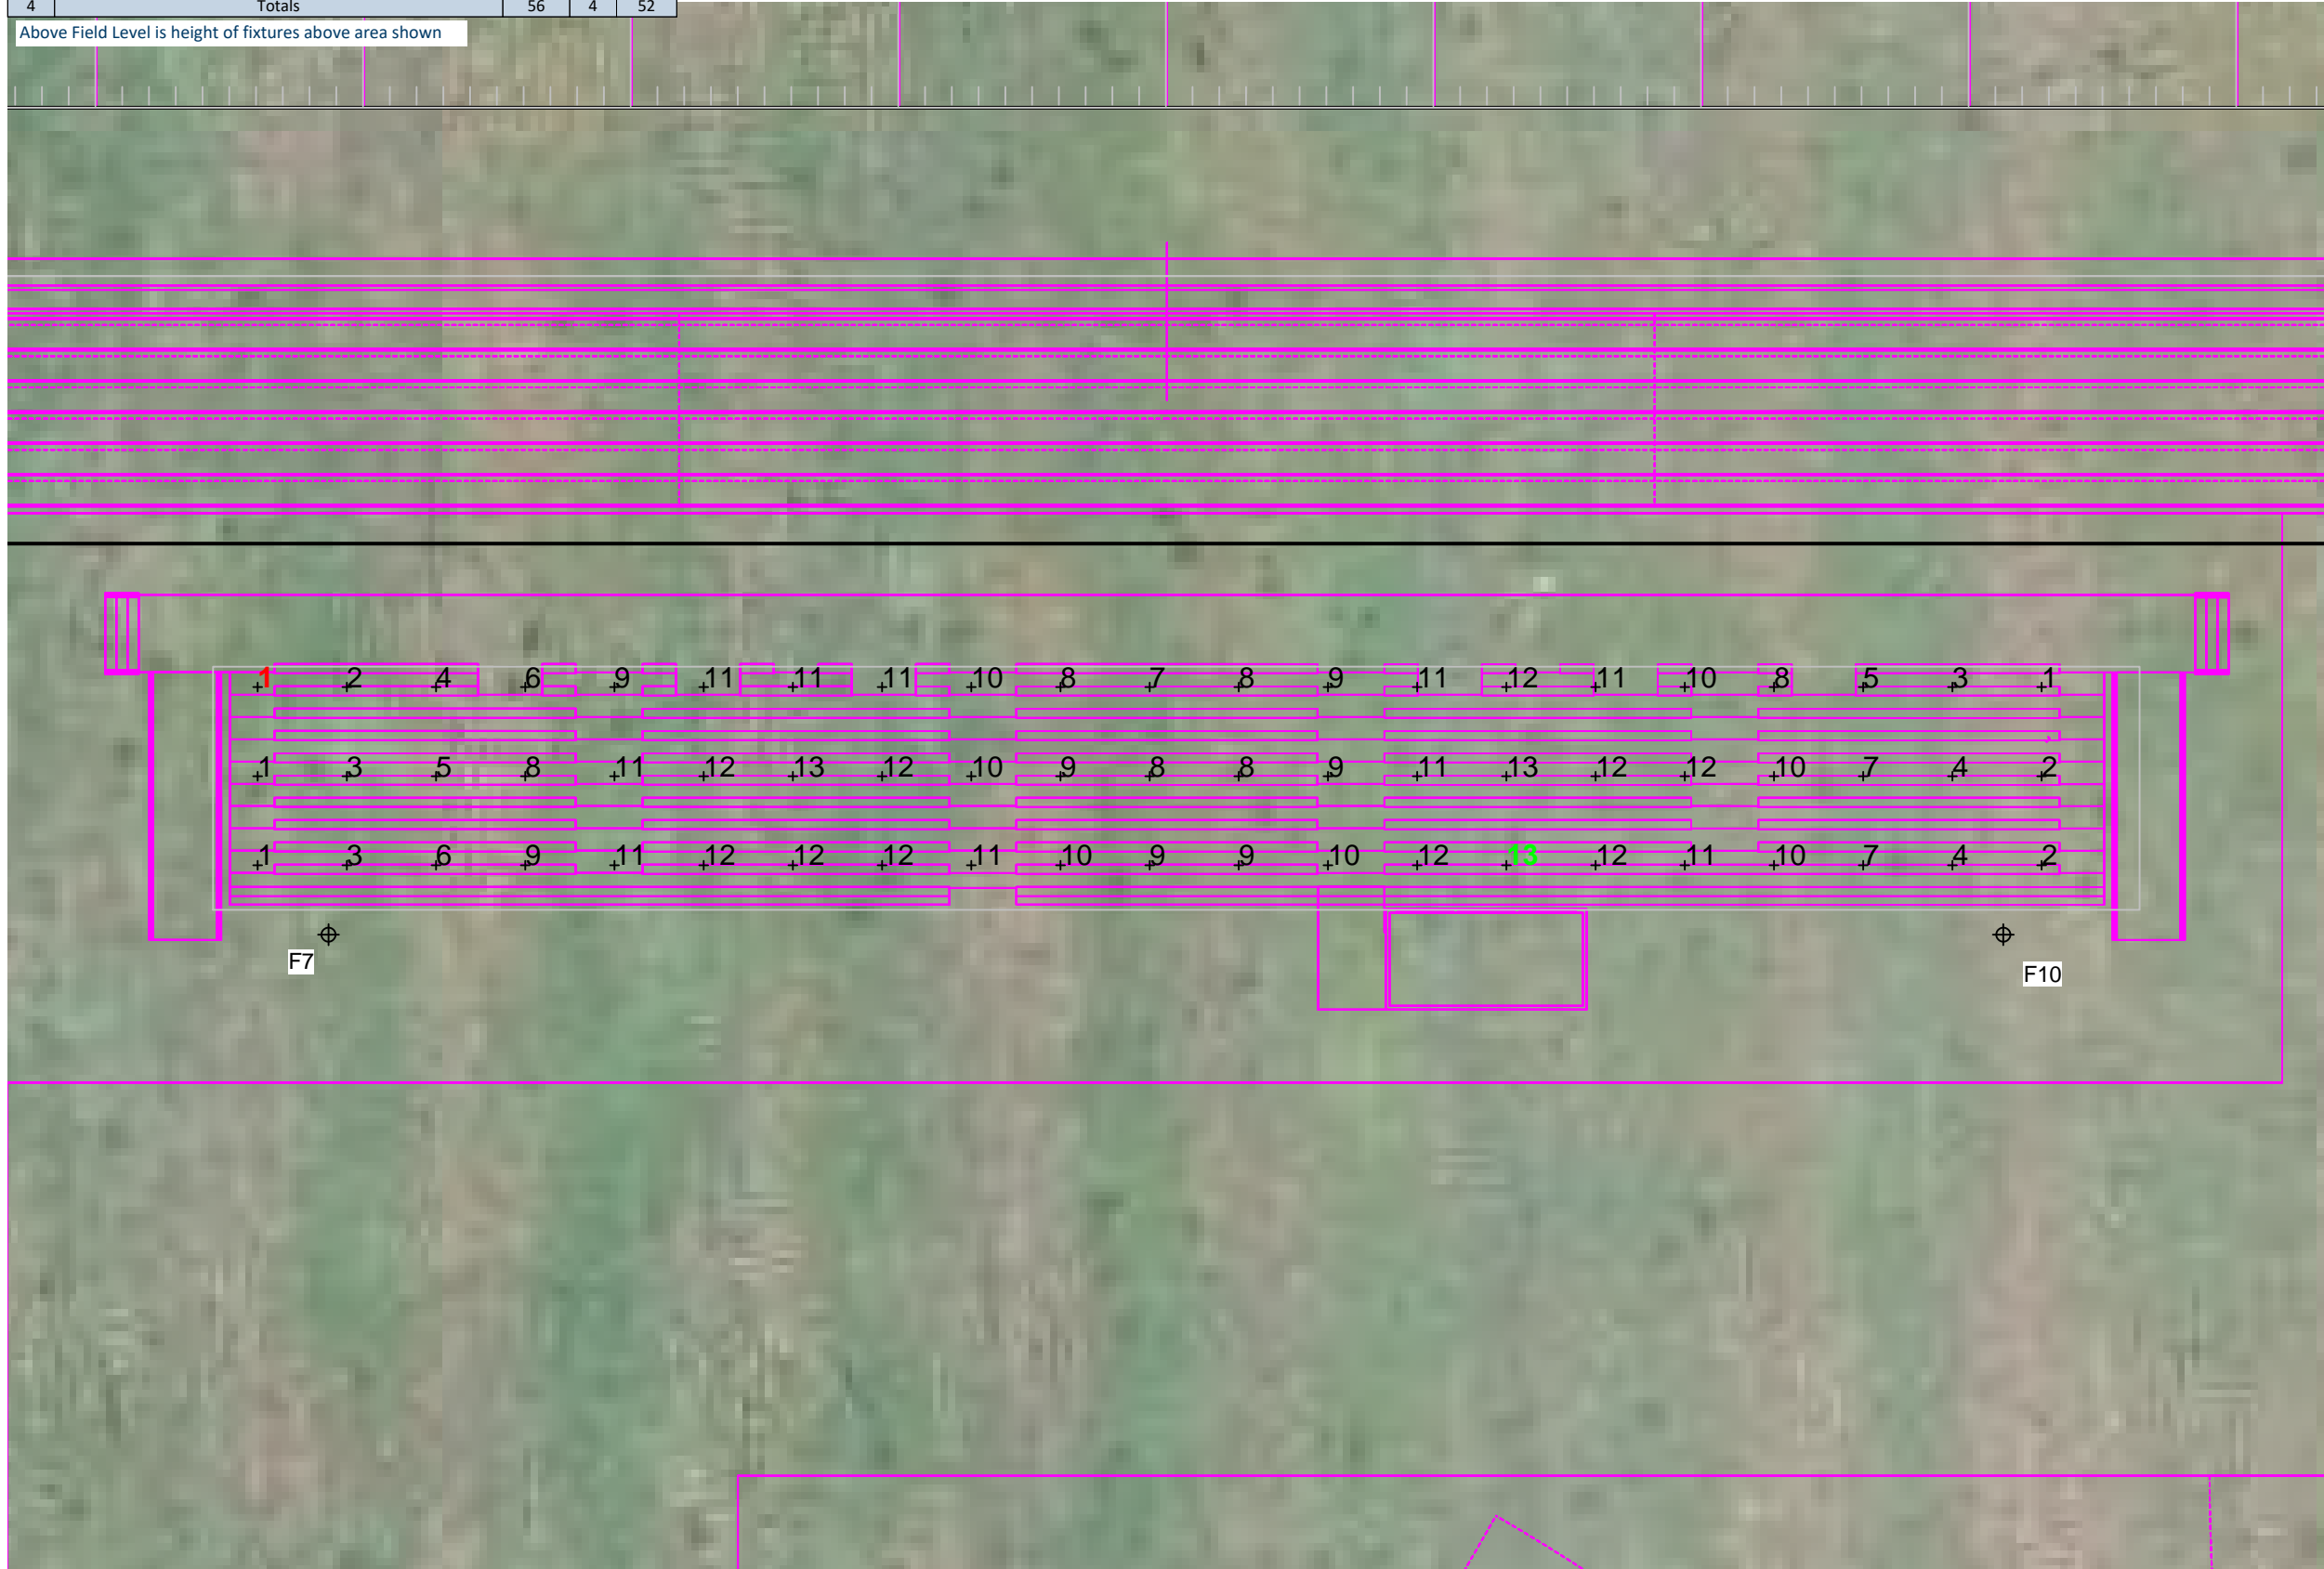 4 Totals 56 4 52
Above Field Level is height of fixtures above area shown
1 2 4 6 9 11 11 11 10 8 7 8 9 11 12 11 10 8 5 3 1
1 3 5 8 11 12 13 12 10 9 8 8 9 11 13 12 12 10 7 4 2
1 3 6 9 11 12 12 12 11 10 9 9 10 12 13 12 11 10 7 4 2
F7
F10